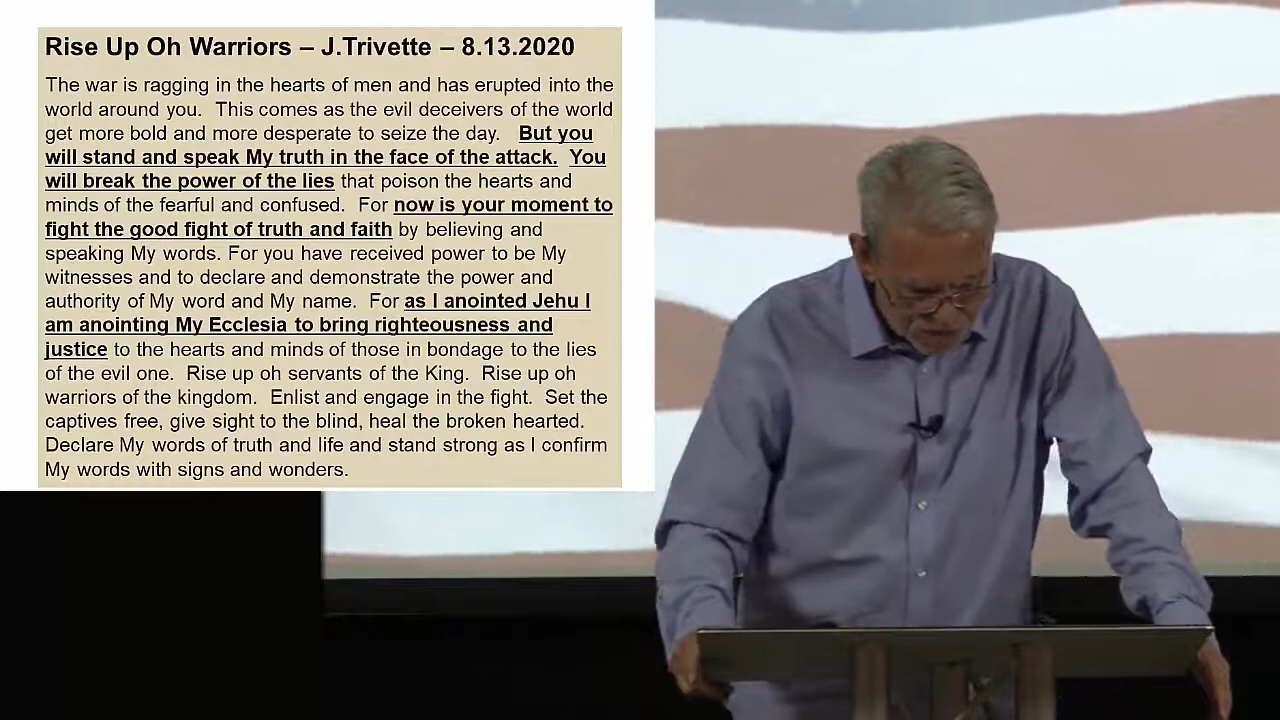 Rise Up Oh Warriors – J.Trivette – 8.13.2020
The war is ragging in the hearts of men and has erupted into the
world around you.  This comes as the evil deceivers of the world
get more bold and more desperate to seize the day.   But you
will stand and speak My truth in the face of the attack.  You
will break the power of the lies that poison the hearts and
minds of the fearful and confused.  For now is your moment to
fight the good fight of truth and faith by believing and
speaking My words. For you have received power to be My
witnesses and to declare and demonstrate the power and
authority of My word and My name.  For as I anointed Jehu I
am anointing My Ecclesia to bring righteousness and
justice to the hearts and minds of those in bondage to the lies
of the evil one.  Rise up oh servants of the King.  Rise up oh
warriors of the kingdom.  Enlist and engage in the fight.  Set the
captives free, give sight to the blind, heal the broken hearted.
Declare My words of truth and life and stand strong as I confirm
My words with signs and wonders.